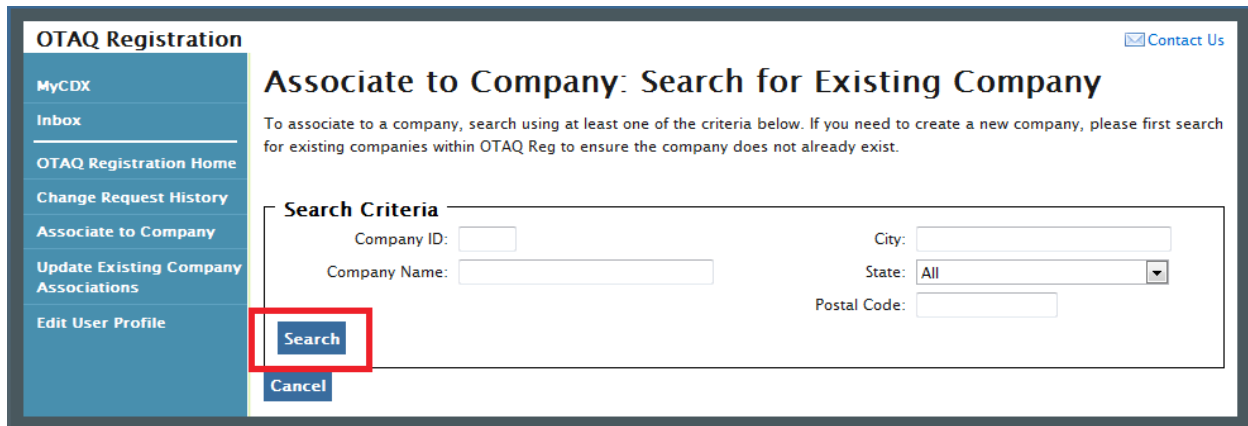 OTAQ Registration
Contact Us
MyCDX
Inbox
OTAQ Registration Home
Change Request History
Associate to Company
Update Existing Company
Associations
Edit User Profile
Associate to Company: Search for Existing Company
To associate to a company, search using at least one of the criteria below. If you need to create a new company, please first search
for existing companies within OTAQ Reg to ensure the company does not already exist.
Search Criteria
Company ID:
City:
Company Name:
State: All
Postal Code:
Search
Cancel